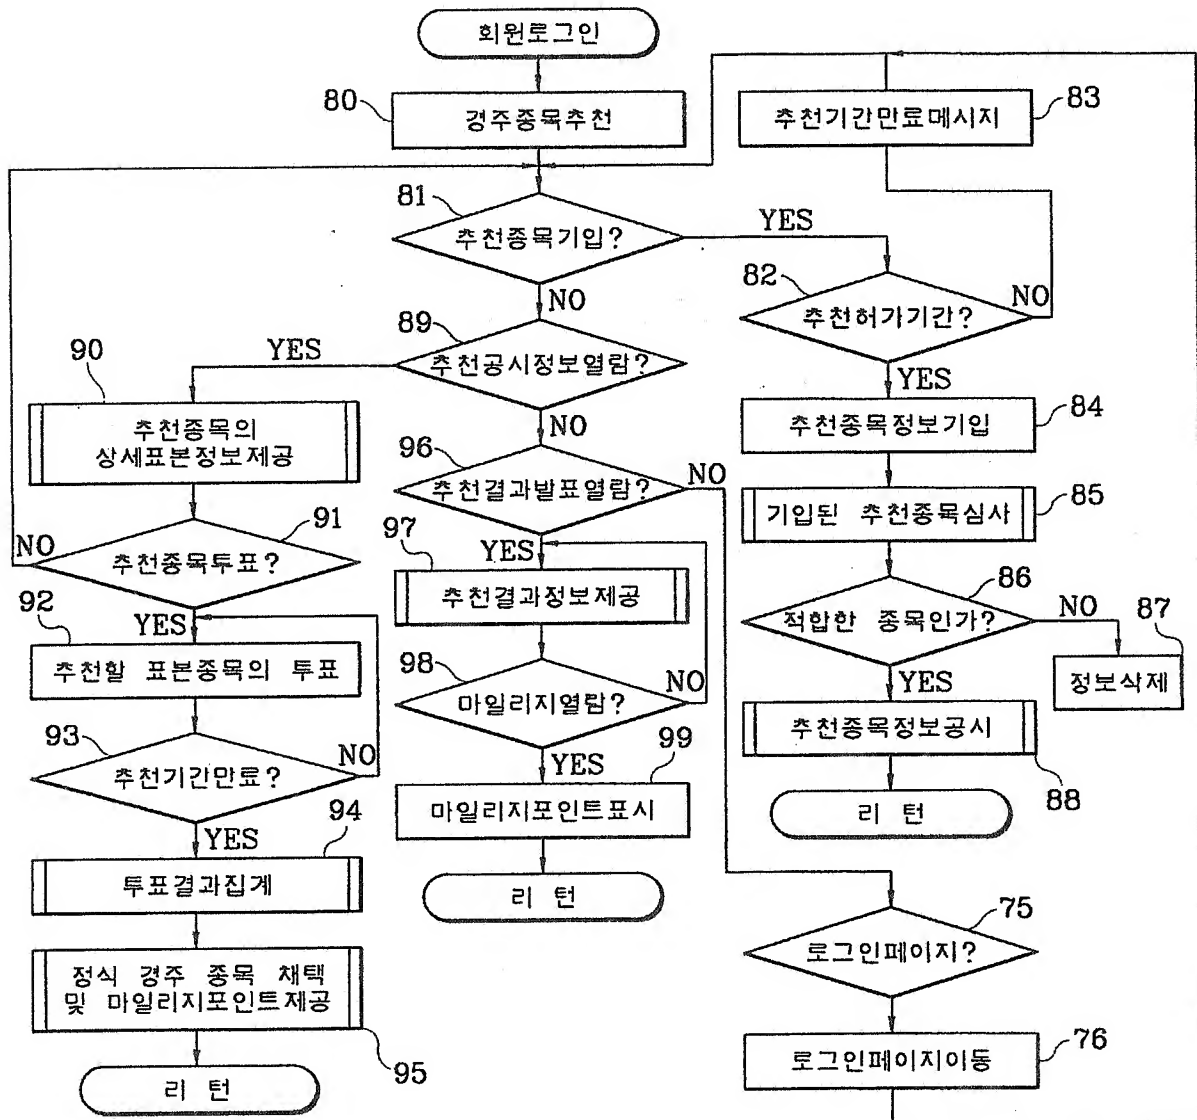 회원로그인
80
경주종목추천
추천기간만료메시지
83
81
추천종목기입?
YES
82
추천허가기간?
NO
NO
89
추천공시정보열람?
YES
90
추천종목의
상세표본정보제공
YES
추천종목정보기입
84
NO
96
추천결과발표열람?
NO
기입된 추천종목심사
85
91
추천종목투표?
NO
YES
97
추천결과정보제공
86
적합한 종목인가?
NO
87
정보삭제
92
YES
추천할 표본종목의 투표
98
마일리지열람?
NO
YES
추천종목정보공시
88
93
추천기간만료?
NO
YES
99
마일리지포인트표시
리 턴
YES
94
투표결과집계
리 턴
75
로그인페이지?
정식 경주 종목 채택
및 마일리지포인트제공
95
76
로그인페이지이동
리 턴